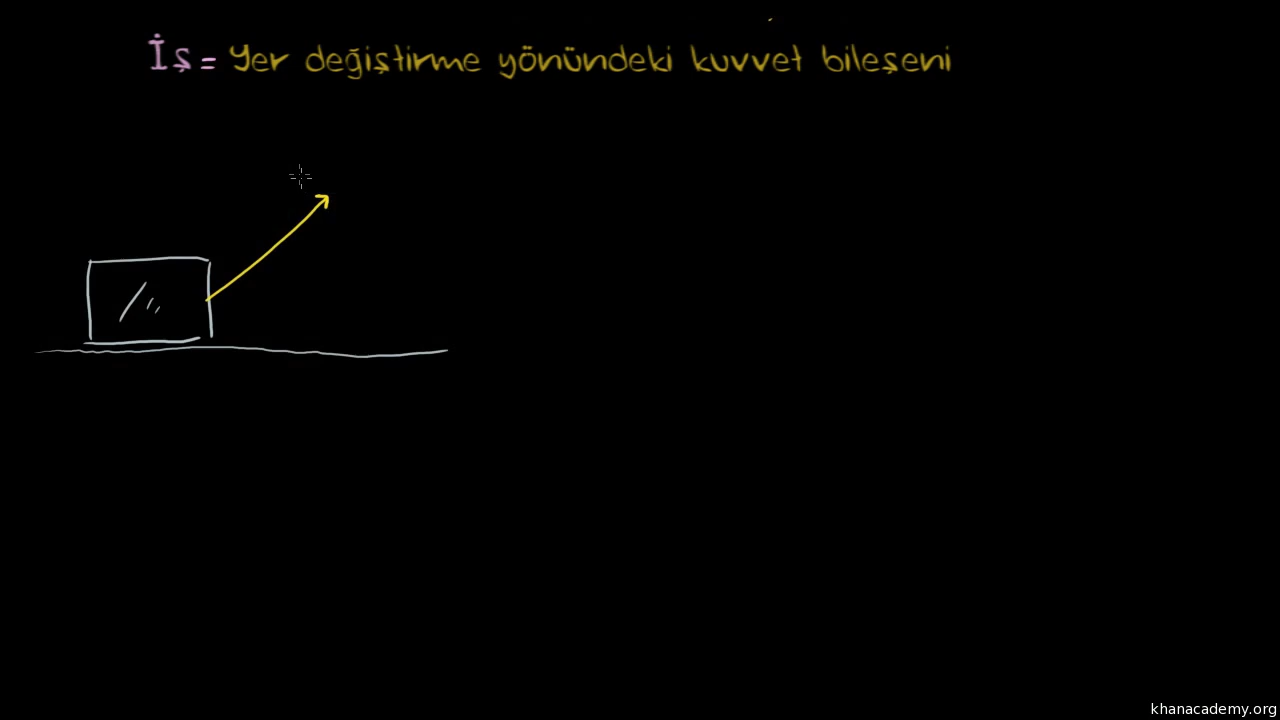 İş = Yer değiştirme yönündeki kuvvet bileşeni
khanacademy.org